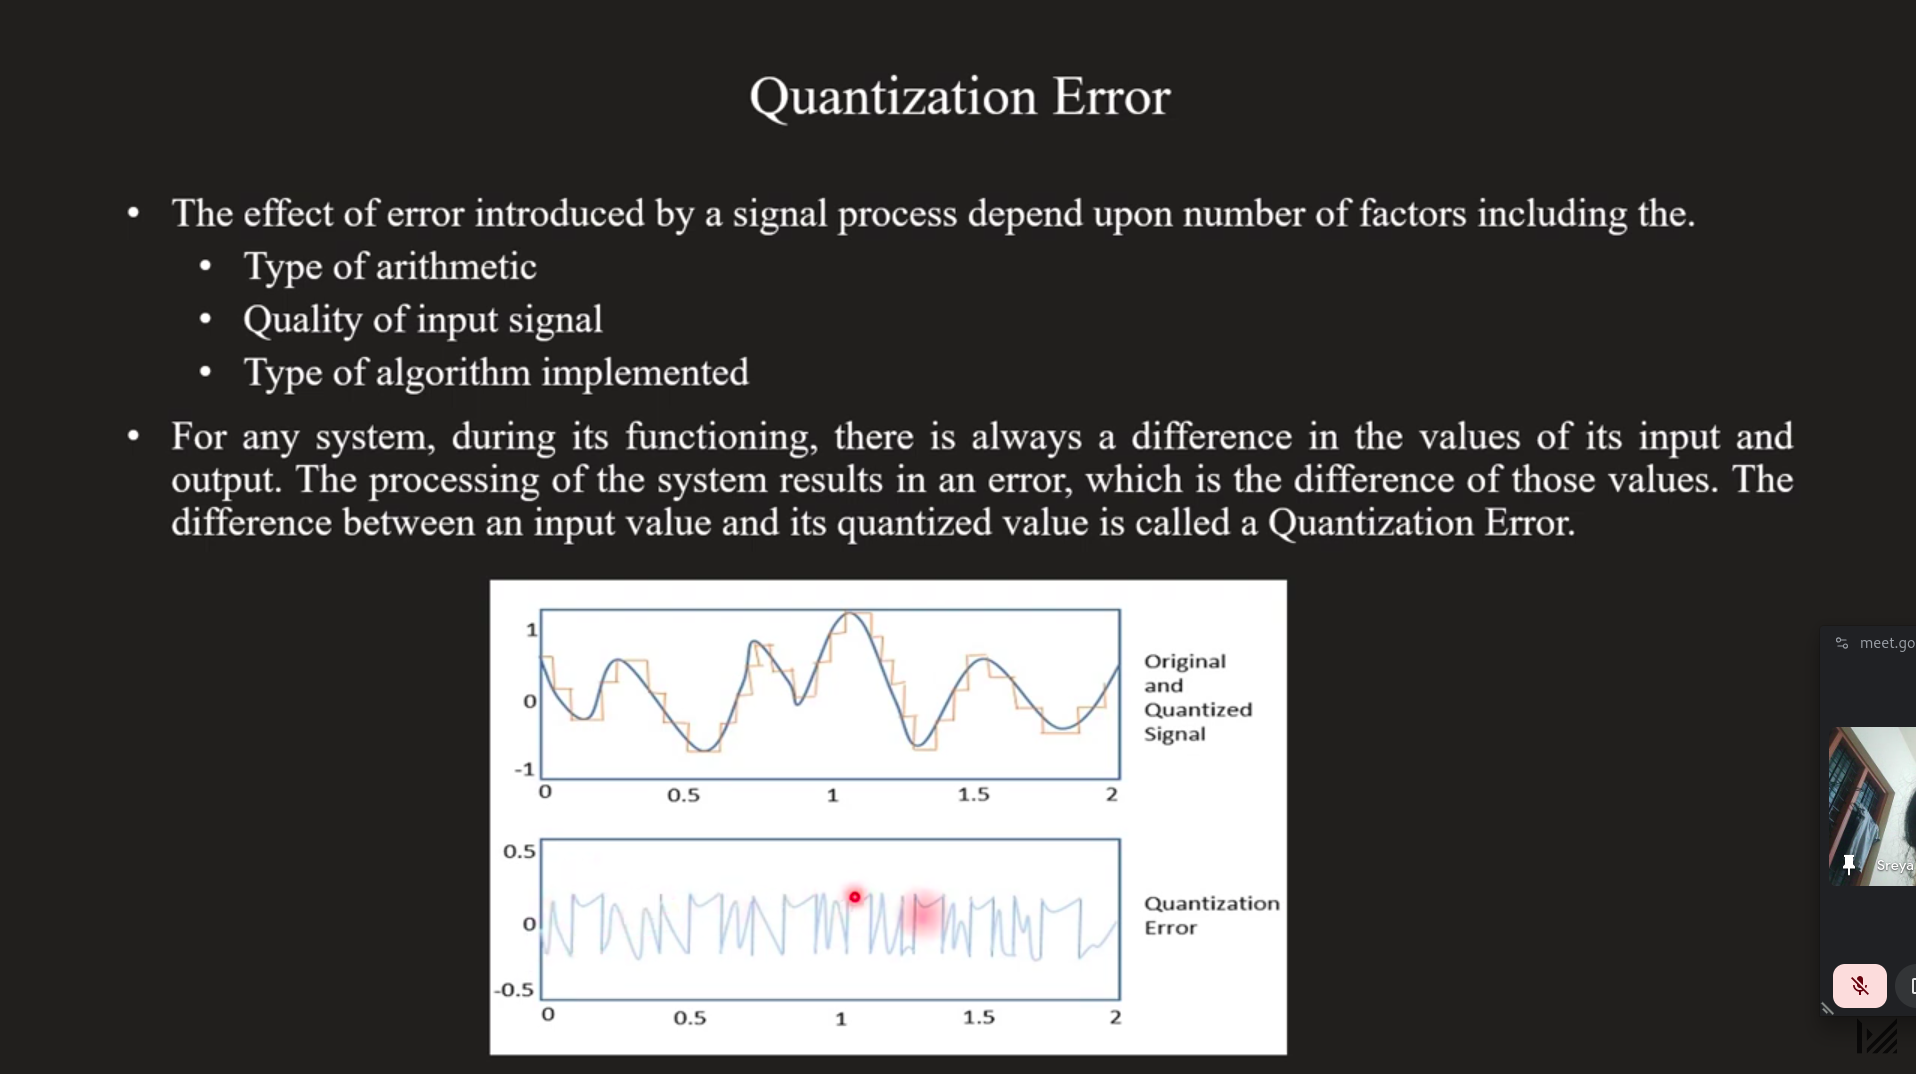 Quantization Error
• The effect of error introduced by a signal process depend upon number of factors including the.
• Type of arithmetic
• Quality of input signal
• Type of algorithm implemented
• For any system, during its functioning, there is always a difference in the values of its input and
output. The processing of the system results in an error, which is the difference of those values. The
difference between an input value and its quantized value is called a Quantization Error.
1
0
-1
0 0.5 1 1.5 2
Original
and
Quantized
Signal
0.5
0
-0.5
0 0.5 1 1.5 2
Quantization
Error
meet.go
Sreya